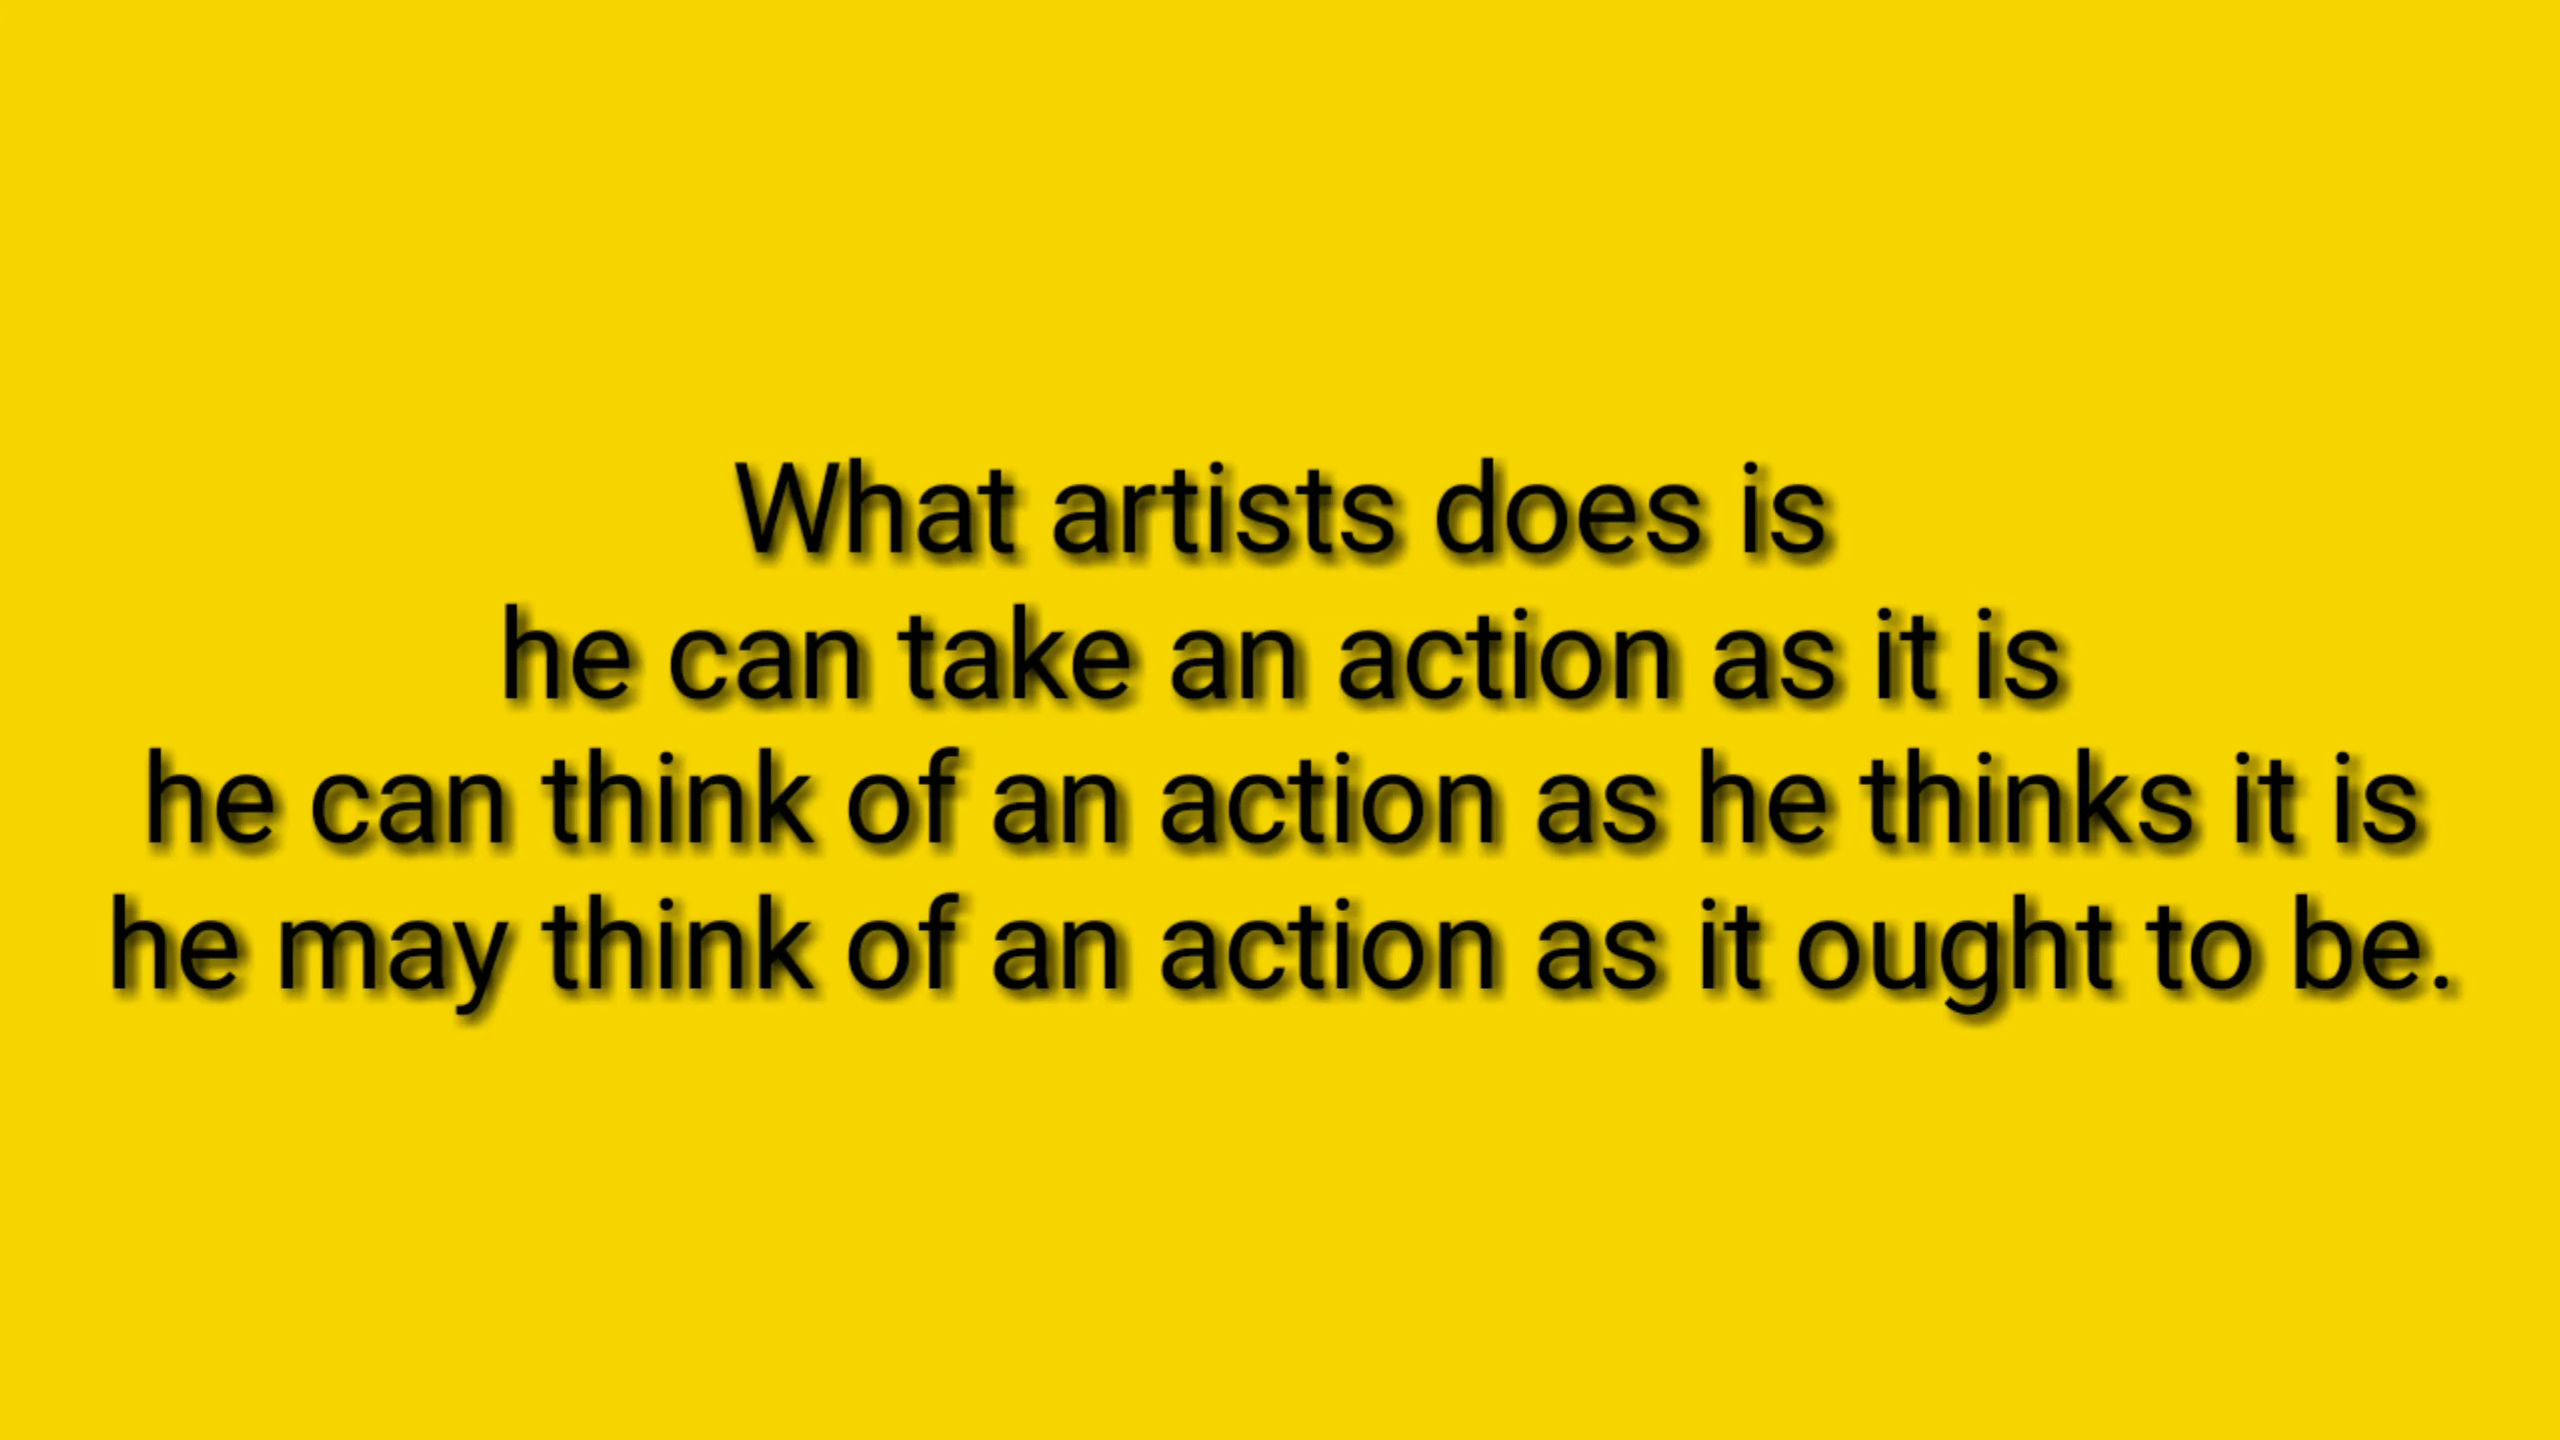 What artists does is
he can take an action as it is
he can think of an action as he thinks it is
he may think of an action as it ought to be.